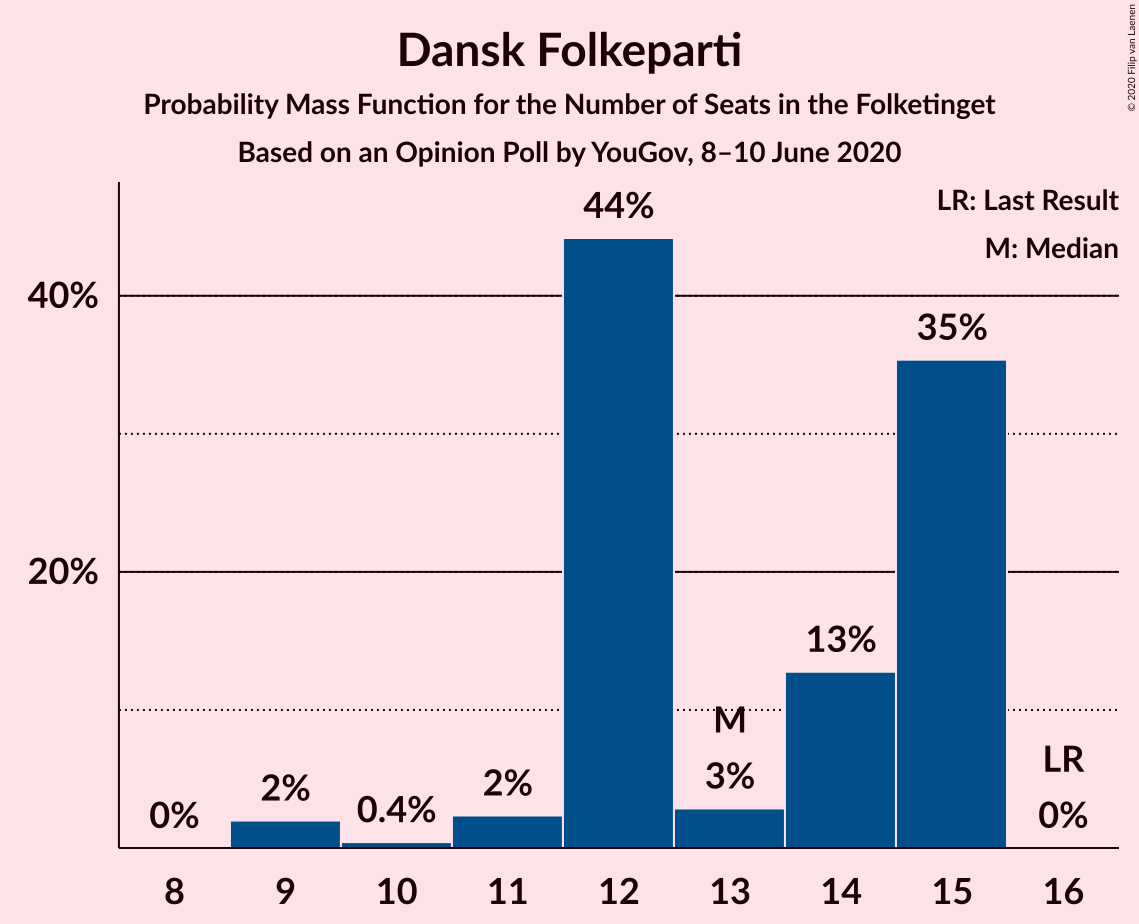 Dansk Folkeparti
Probability Mass Function for the Number of Seats in the Folketinget
Based on an Opinion Poll by YouGov, 8–10 June 2020
© 2020 Filip van Laenen
LR: Last Result
M: Median
40%
20%
0%
2%
0.4%
2%
44%
M
3%
13%
35%
LR
0%
8 9 10 11 12 13 14 15 16